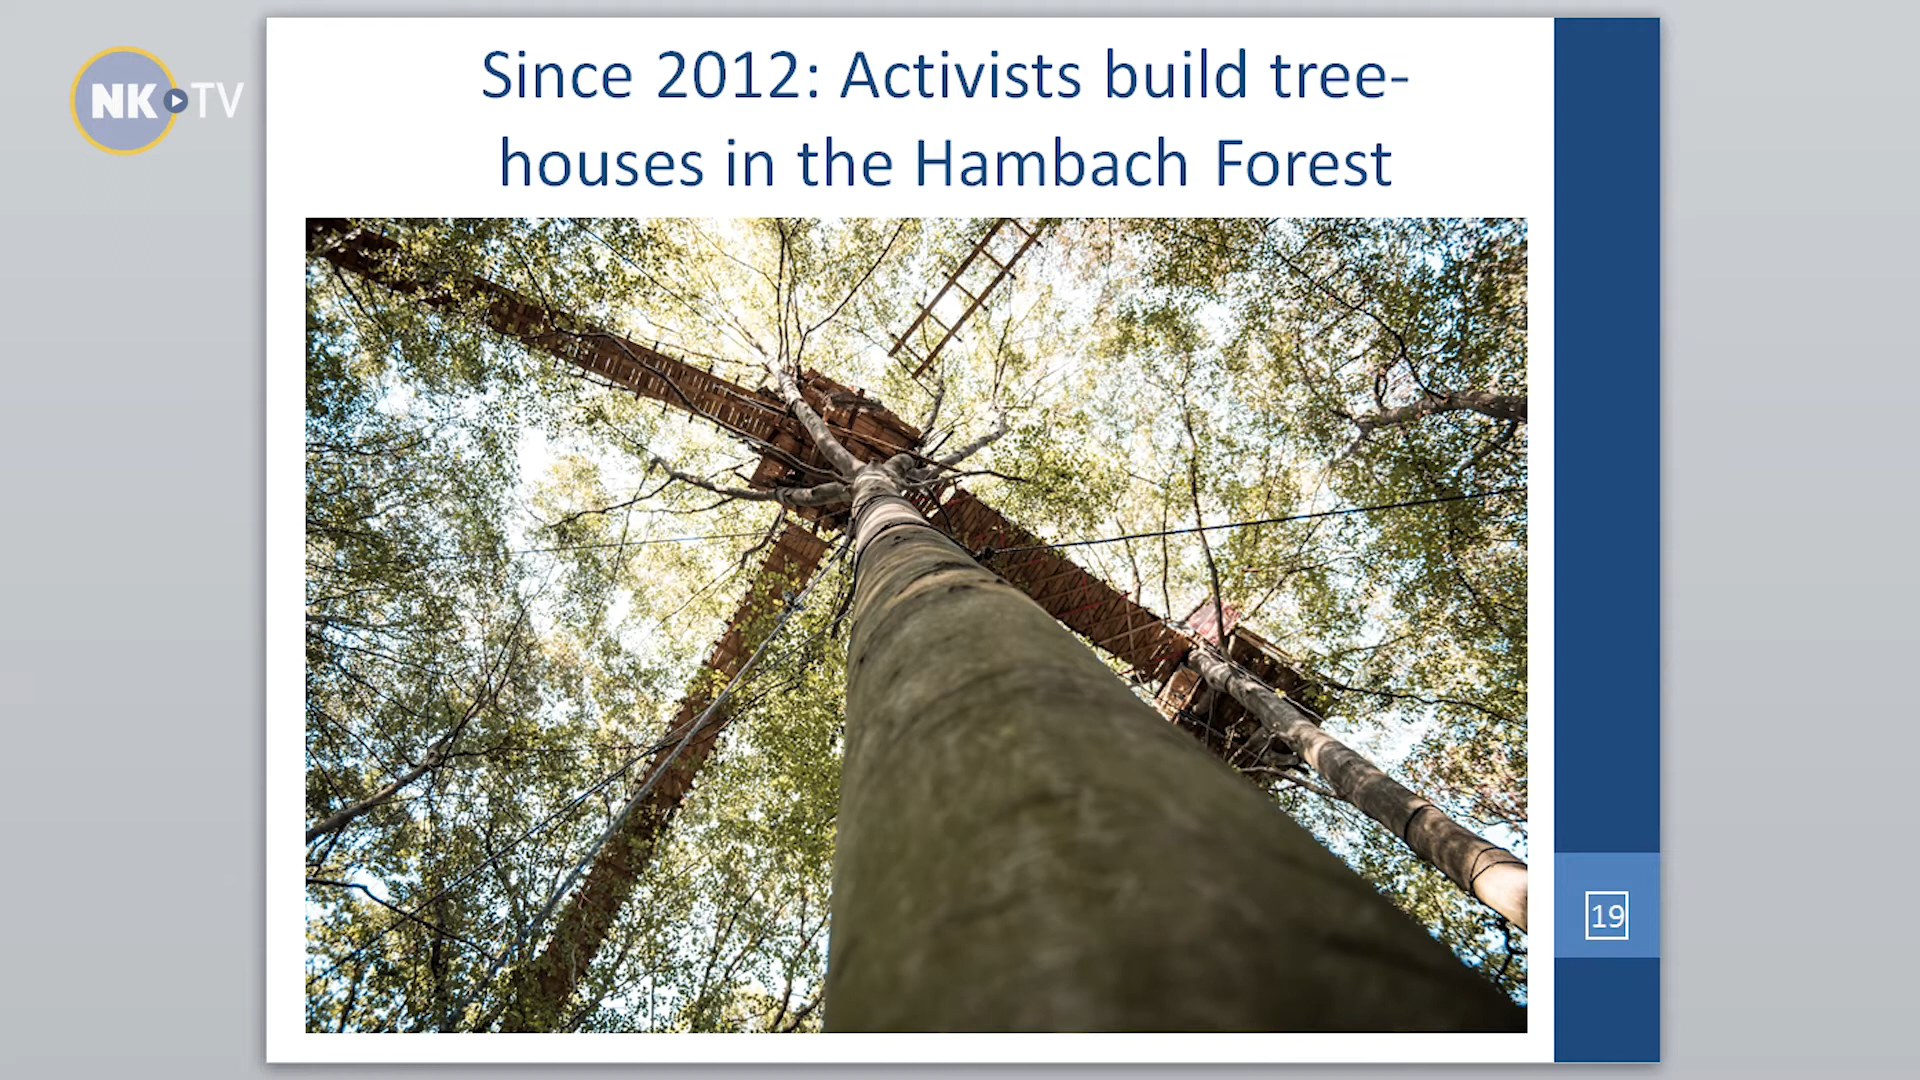 NK TV
Since 2012: Activists build tree-
houses in the Hambach Forest
19